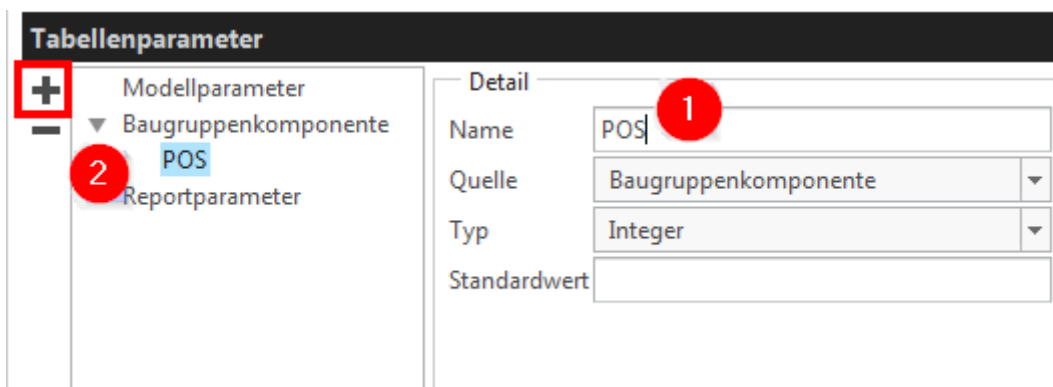 Tabellenparameter
Modellparameter
Baugruppenkomponente
POS
Reportparameter
2
Detail
1
Name POS
Quelle Baugruppenkomponente
Typ Integer
Standardwert